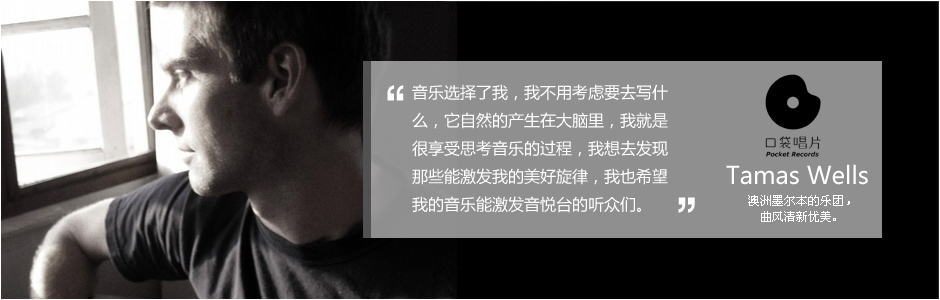 “ 音乐选择了我，我不用考虑要去写什
么，它自然的产生在大脑里，我就是
很享受思考音乐的过程，我想去发现
那些能激发我的美好旋律，我也希望
我的音乐能激发音悦台的听众们。 ”
口袋唱片
Pocket Records
Tamas Wells
澳洲墨尔本的乐团，
曲风清新优美。